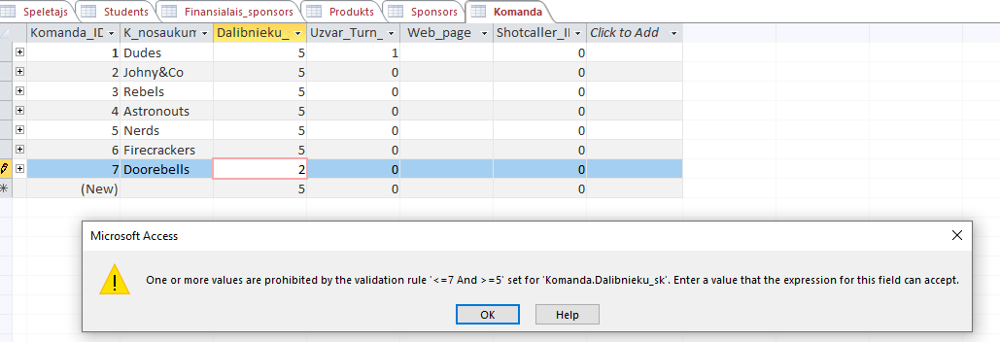 Speletajs Students Finansialais_sponsors Produkts Sponsors Komanda
Komanda_ID K_nosaukum Dalibnieku_ Uzvar_Turn_ Web_page Shotcaller_II Click to Add
1 Dudes 5 1 0
2 Johny&Co 5 0 0
3 Rebels 5 0 0
4 Astronouts 5 0 0
5 Nerds 5 0 0
6 Firecrackers 5 0 0
7 Doorebells 2 0 0
(New) 5 0 0
Microsoft Access
One or more values are prohibited by the validation rule '<=7 And >=5' set for 'Komanda.Dalibnieku_sk'. Enter a value that the expression for this field can accept.
OK Help